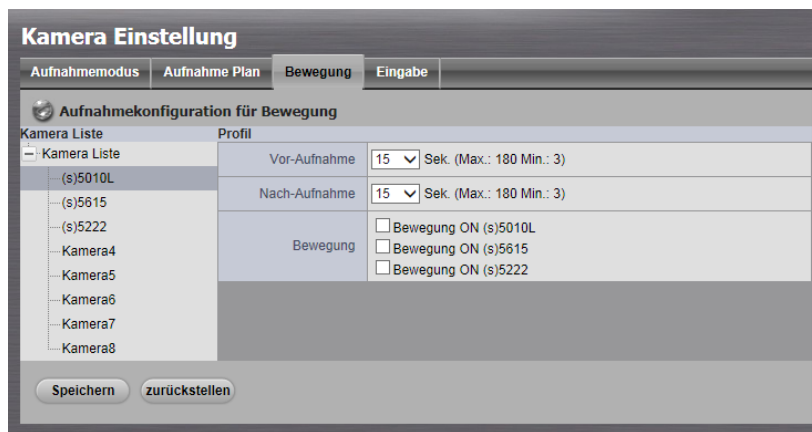 Kamera Einstellung
Aufnahmemodus Aufnahme Plan Bewegung Eingabe
Aufnahmekonfiguration für Bewegung
Kamera Liste Profil
Kamera Liste
(s)5010L
(s)5615
(s)5222
Kamera4
Kamera5
Kamera6
Kamera7
Kamera8
Vor-Aufnahme 15 Sek. (Max.: 180 Min.: 3)
Nach-Aufnahme 15 Sek. (Max.: 180 Min.: 3)
Bewegung
Bewegung ON (s)5010L
Bewegung ON (s)5615
Bewegung ON (s)5222
Speichern zurückstellen